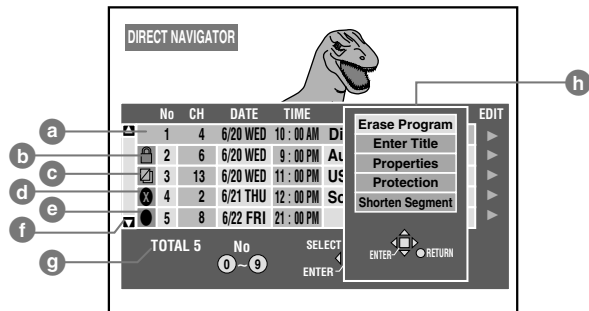 DIRECT NAVIGATOR
No CH DATE TIME EDIT
1 4 6/20 WED 10 : 00 AM Di
2 6 6/20 WED 9 : 00 PM Au
3 13 6/20 WED 11 : 00 PM US
X 4 2 6/21 THU 12 : 00 PM Sc
5 8 6/22 FRI 21 : 00 PM
Erase Program
Enter Title
Properties
Protection
Shorten Segment
ENTER RETURN
TOTAL 5 No
0 ~ 9
SELECT
ENTER
a
b
c
d
e
f
g
h